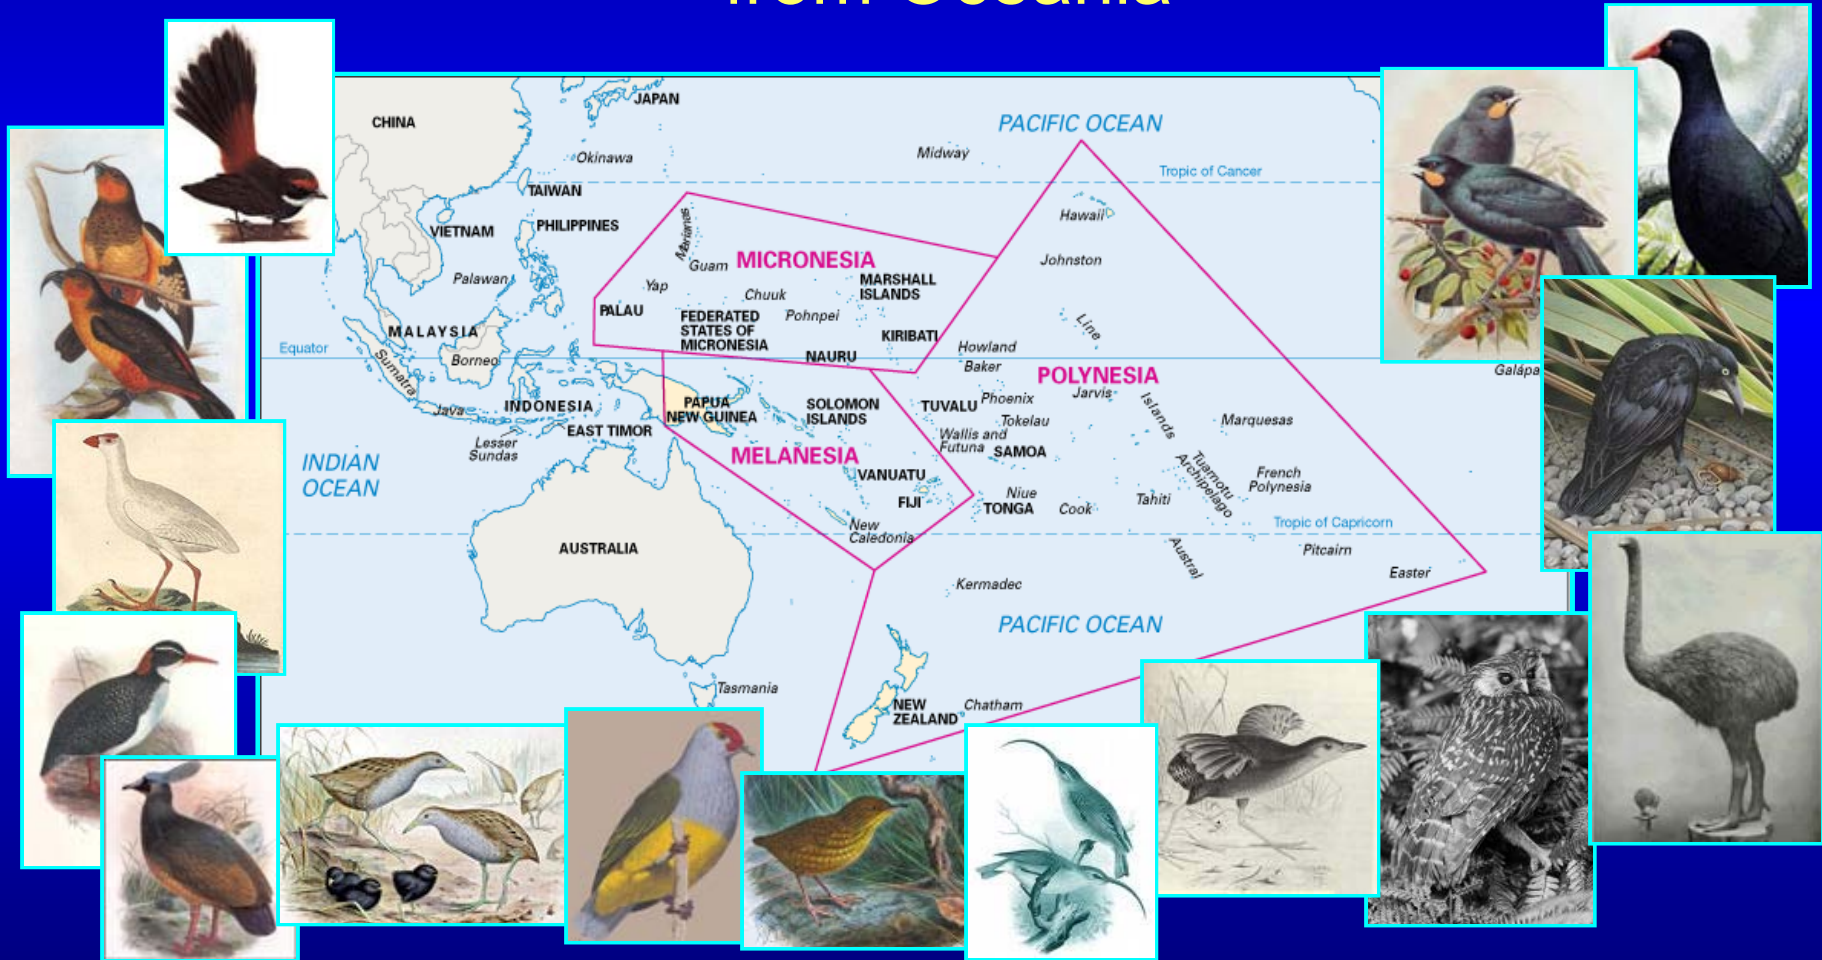 from Oceania
JAPAN
CHINA
PACIFIC OCEAN
Midway
Okinawa
Tropic of Cancer
TAIWAN
Hawaii
PHILIPPINES
VIETNAM
Marianas
MICRONESIA
Guam
Johnston
Palawan
Yap
MARSHALL
ISLANDS
Chuuk
PALAU
Pohnpei
FEDERATED
STATES OF
MICRONESIA
Line
MALAYSIA
KIRIBATI
Equator
Howland
NAURU
Borneo
Baker
Sumatra
Galápa
POLYNESIA
Jarvis
Phoenix
PAPUA
NEW GUINEA
SOLOMON
ISLANDS
TUVALU
INDONESIA
Java
Islands
Tokelau
Marquesas
EAST TIMOR
Wallis and
Futuna
SAMOA
Lesser
Sundas
MELANESIA
INDIAN
OCEAN
VANUATU
Tuamotu
Archipelago
French
Polynesia
FIJI
Niue
TONGA
Cook
Tahiti
New
Caledonia
Tropic of Capricorn
AUSTRALIA
Austral
Pitcairn
Easter
Kermadec
PACIFIC OCEAN
Tasmania
NEW
ZEALAND
Chatham